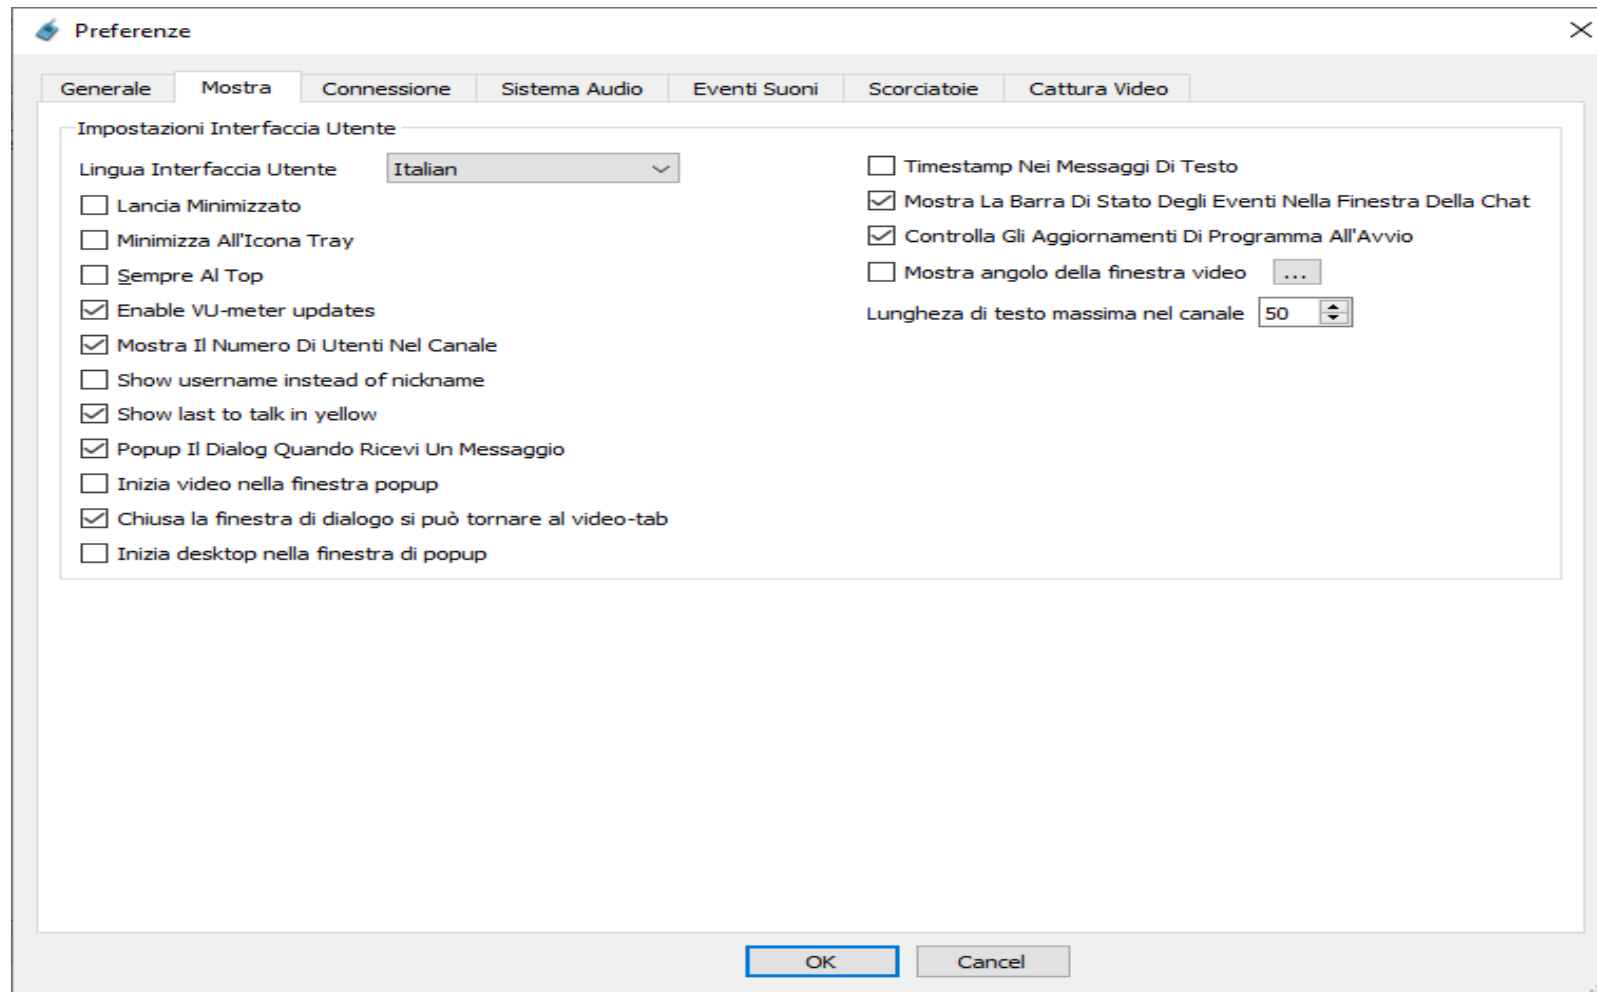 Preferenze
Generale Mostra Connessione Sistema Audio Eventi Suoni Scorciatoie Cattura Video
Impostazioni Interfaccia Utente
Lingua Interfaccia Utente Italian
Lancia Minimizzato
Minimizza All'Icona Tray
Sempre Al Top
Enable VU-meter updates
Mostra Il Numero Di Utenti Nel Canale
Show username instead of nickname
Show last to talk in yellow
Popup Il Dialog Quando Ricevi Un Messaggio
Inizia video nella finestra popup
Chiusa la finestra di dialogo si può tornare al video-tab
Inizia desktop nella finestra di popup
Timestamp Nei Messaggi Di Testo
Mostra La Barra Di Stato Degli Eventi Nella Finestra Della Chat
Controlla Gli Aggiornamenti Di Programma All'Avvio
Mostra angolo della finestra video ...
Lungheza di testo massima nel canale 50
OK Cancel